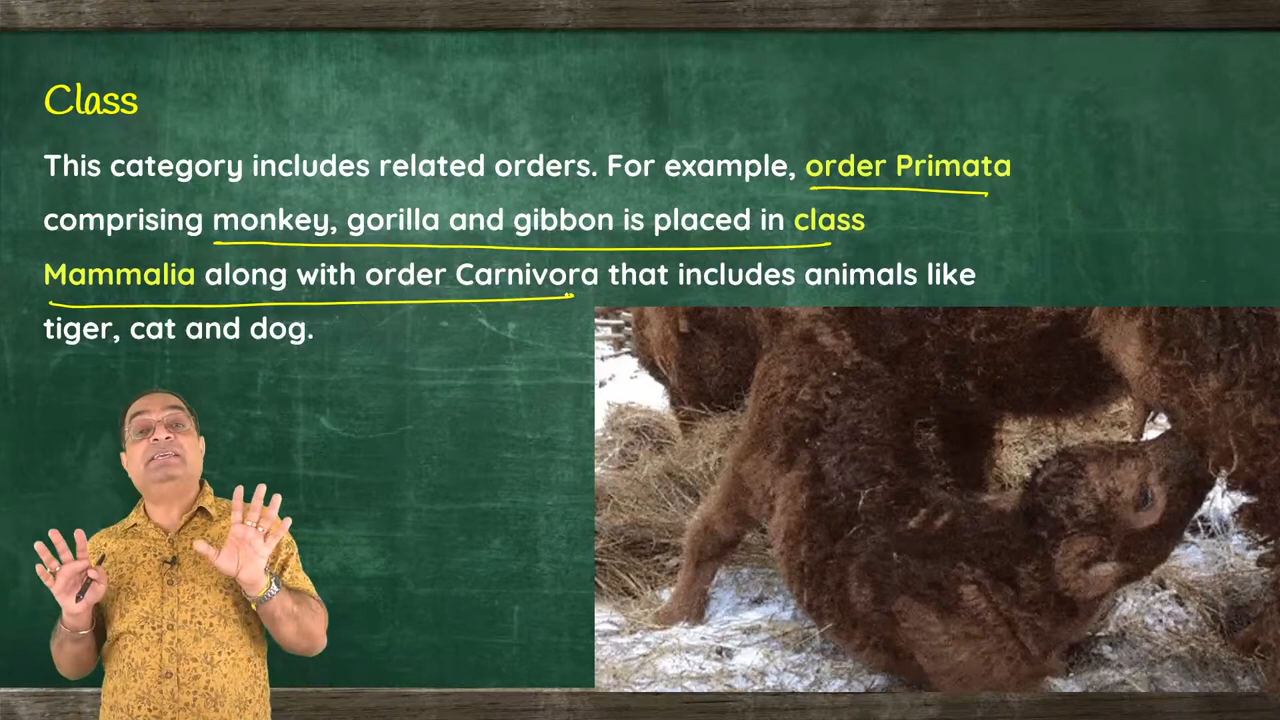 Class
This category includes related orders. For example, order Primata
comprising monkey, gorilla and gibbon is placed in class
Mammalia along with order Carnivora that includes animals like
tiger, cat and dog.